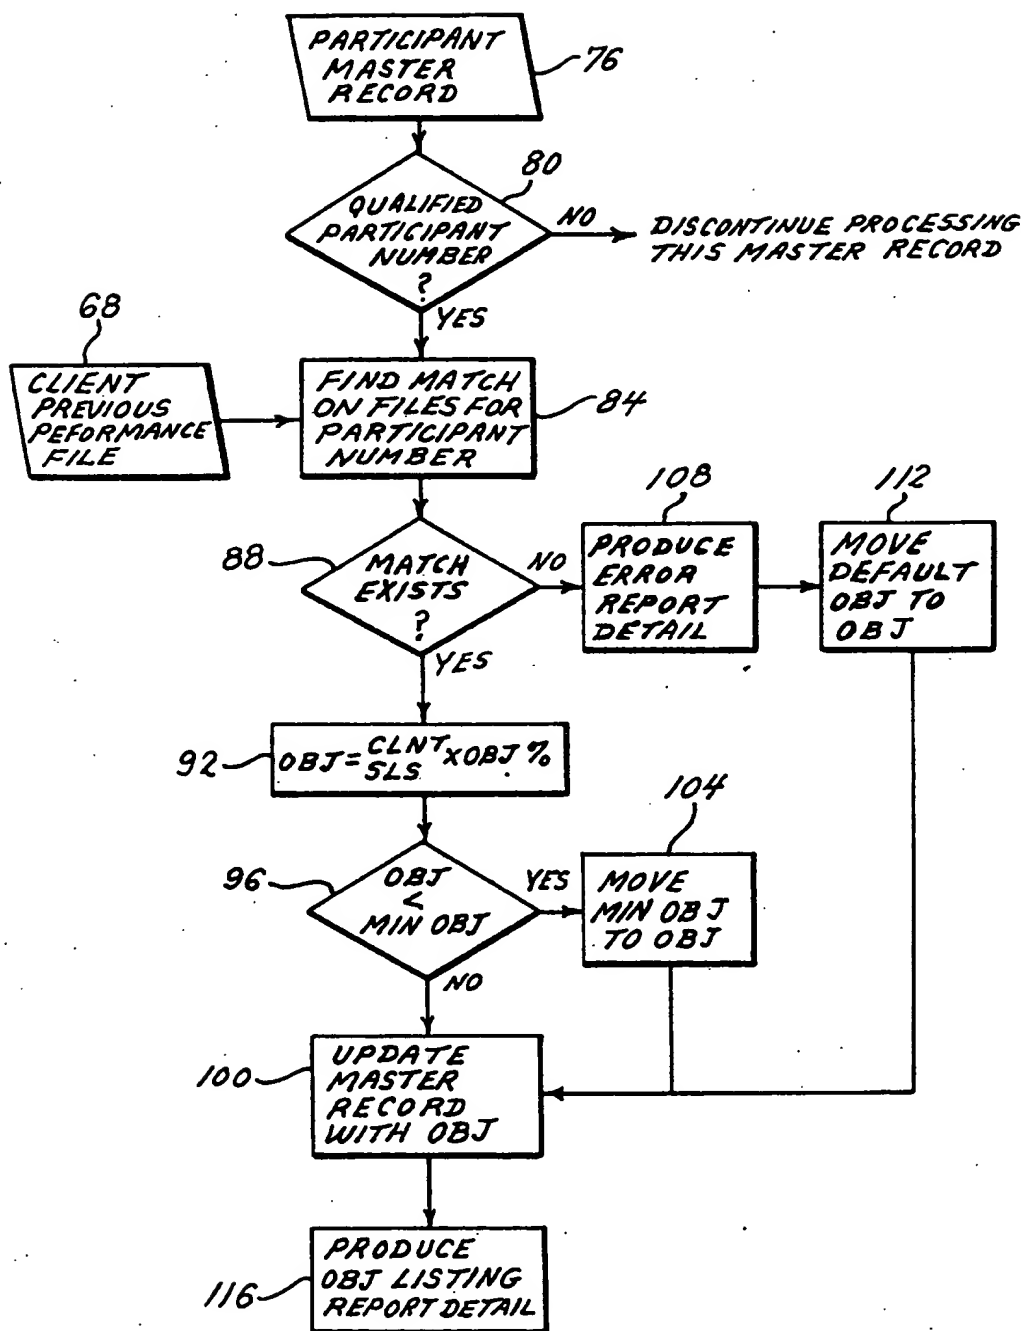 PARTICIPANT
MASTER
RECORD
76
80
QUALIFIED
PARTICIPANT
NUMBER
?
NO
DISCONTINUE PROCESSING
THIS MASTER RECORD
YES
68
CLIENT
PREVIOUS
PEFORMANCE
FILE
FIND MATCH
ON FILES FOR
PARTICIPANT
NUMBER
84
88
MATCH
EXISTS
?
NO
YES
108
PRODUCE
ERROR
REPORT
DETAIL
112
MOVE
DEFAULT
OBJ TO
OBJ
92
OBJ = CLNT SLS X OBJ %
96
OBJ
<
MIN OBJ
YES
NO
104
MOVE
MIN OBJ
TO OBJ
100
UPDATE
MASTER
RECORD
WITH OBJ
116
PRODUCE
OBJ LISTING
REPORT DETAIL